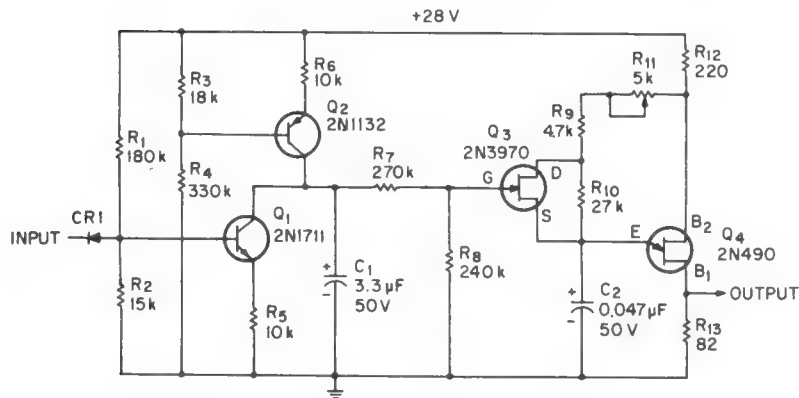 +28V
R1
180k
R2
15k
R3
18k
R4
330k
R6
10k
Q2
2N1132
R7
270k
Q1
2N1711
R5
10k
C1
3.3µF
50V
+
-
R8
240k
Q3
2N3970
G
D
S
R9
4.7k
R10
27k
R11
5k
R12
220
E
B2
B1
Q4
2N490
C2
0.047µF
50V
+
-
R13
82
CR1
INPUT
OUTPUT